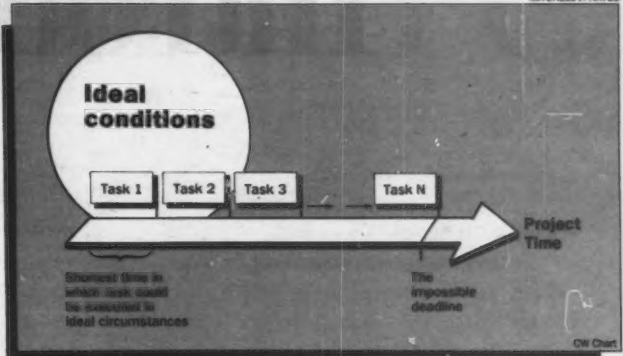 Ideal
conditions
Task 1
Task 2
Task 3
Task N
Project
Time
Shortest time in
which task could
be executed in
ideal circumstances
The
impossible
deadline
CW Chart